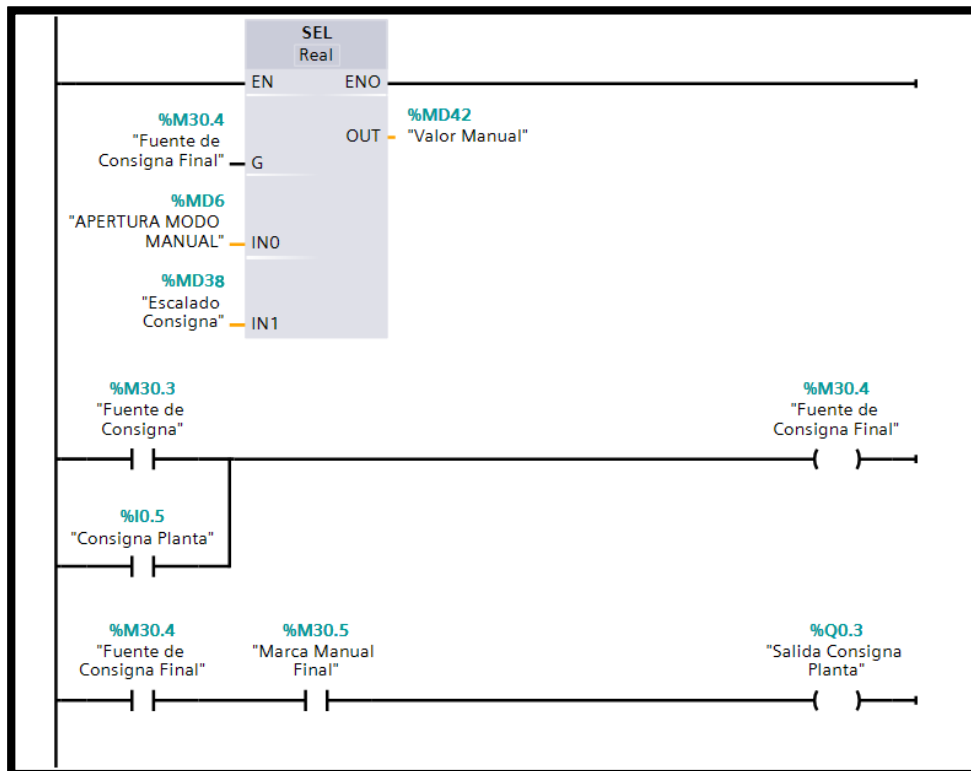 SEL
Real
EN ENO
%M30.4
"Fuente de
Consigna Final"
G
%MD42
OUT "Valor Manual"
%MD6
"APERTURA MODO
MANUAL"
IN0
%MD38
"Escalado
Consigna"
IN1
%M30.3
"Fuente de
Consigna"
%M30.4
"Fuente de
Consigna Final"
%I0.5
"Consigna Planta"
%M30.4
"Fuente de
Consigna Final"
%M30.5
"Marca Manual
Final"
%Q0.3
"Salida Consigna
Planta"